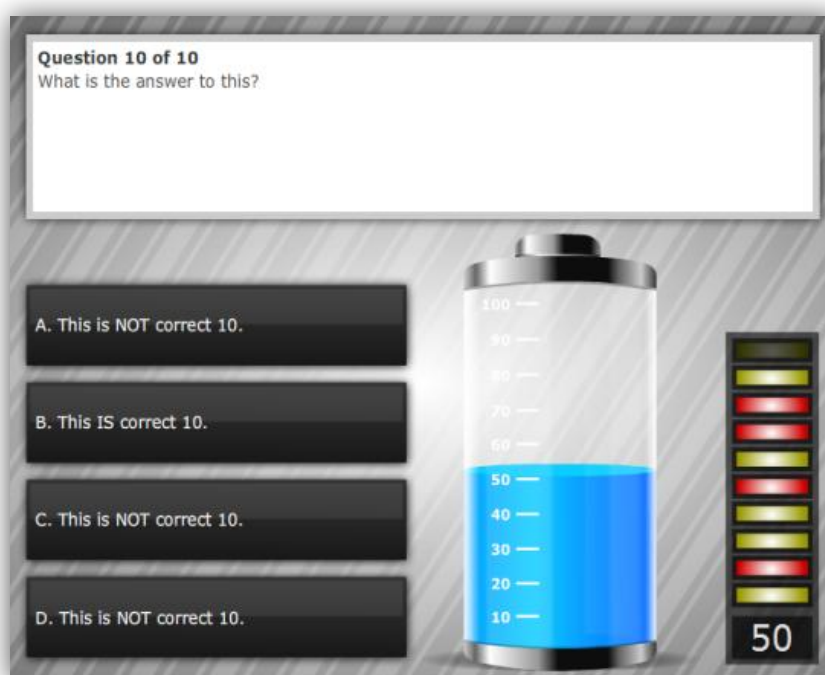 Question 10 of 10
What is the answer to this?
A. This is NOT correct 10.
B. This IS correct 10.
C. This is NOT correct 10.
D. This is NOT correct 10.
100
90
80
70
60
50
40
30
20
10
50